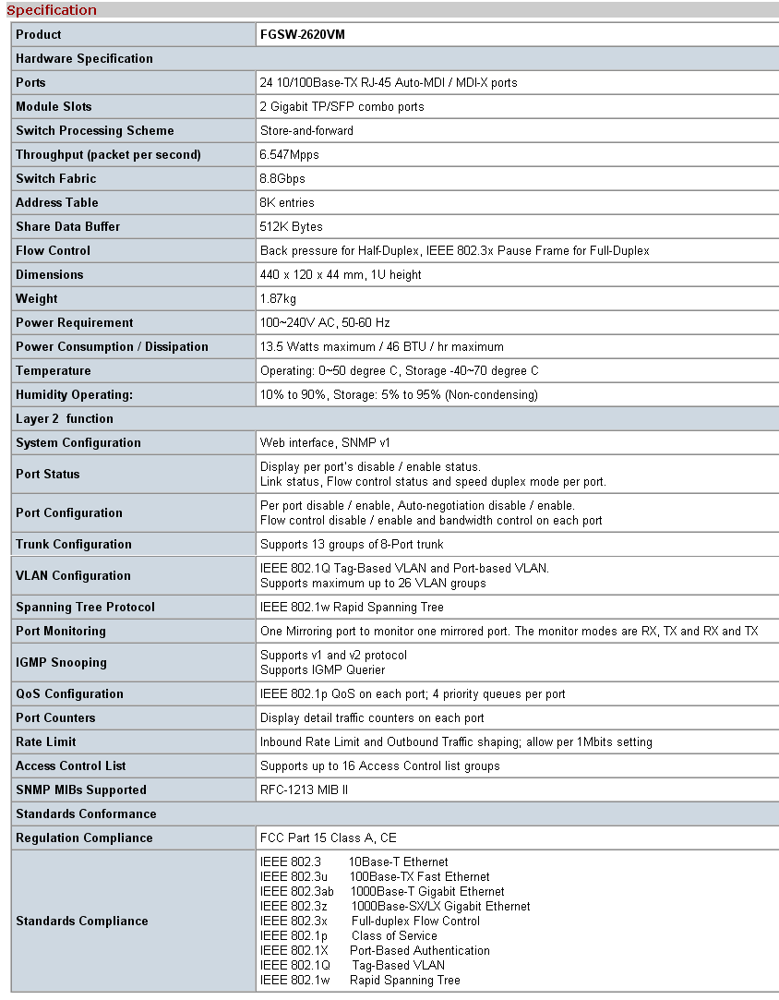 Specification
Product FGSW-2620VM
Hardware Specification
Ports 24 10/100Base-TX RJ-45 Auto-MDI / MDI-X ports
Module Slots 2 Gigabit TP/SFP combo ports
Switch Processing Scheme Store-and-forward
Throughput (packet per second) 6.547Mpps
Switch Fabric 8.8Gbps
Address Table 8K entries
Share Data Buffer 512K Bytes
Flow Control Back pressure for Half-Duplex, IEEE 802.3x Pause Frame for Full-Duplex
Dimensions 440 x 120 x 44 mm, 1U height
Weight 1.87kg
Power Requirement 100~240V AC, 50-60 Hz
Power Consumption / Dissipation 13.5 Watts maximum / 46 BTU / hr maximum
Temperature Operating: 0~50 degree C, Storage -40~70 degree C
Humidity Operating: 10% to 90%, Storage: 5% to 95% (Non-condensing)
Layer 2 function
System Configuration Web interface, SNMP v1
Port Status Display per port's disable / enable status.
Link status, Flow control status and speed duplex mode per port.
Port Configuration Per port disable / enable, Auto-negotiation disable / enable.
Flow control disable / enable and bandwidth control on each port
Trunk Configuration Supports 13 groups of 8-Port trunk
VLAN Configuration IEEE 802.1Q Tag-Based VLAN and Port-based VLAN.
Supports maximum up to 26 VLAN groups
Spanning Tree Protocol IEEE 802.1w Rapid Spanning Tree
Port Monitoring One Mirroring port to monitor one mirrored port. The monitor modes are RX, TX and RX and TX
IGMP Snooping Supports v1 and v2 protocol
Supports IGMP Querier
QoS Configuration IEEE 802.1p QoS on each port; 4 priority queues per port
Port Counters Display detail traffic counters on each port
Rate Limit Inbound Rate Limit and Outbound Traffic shaping; allow per 1Mbits setting
Access Control List Supports up to 16 Access Control list groups
SNMP MIBs Supported RFC-1213 MIB II
Standards Conformance
Regulation Compliance FCC Part 15 Class A, CE
Standards Compliance IEEE 802.3 10Base-T Ethernet
IEEE 802.3u 100Base-TX Fast Ethernet
IEEE 802.3ab 1000Base-T Gigabit Ethernet
IEEE 802.3z 1000Base-SX/LX Gigabit Ethernet
IEEE 802.3x Full-duplex Flow Control
IEEE 802.1p Class of Service
IEEE 802.1X Port-Based Authentication
IEEE 802.1Q Tag-Based VLAN
IEEE 802.1w Rapid Spanning Tree